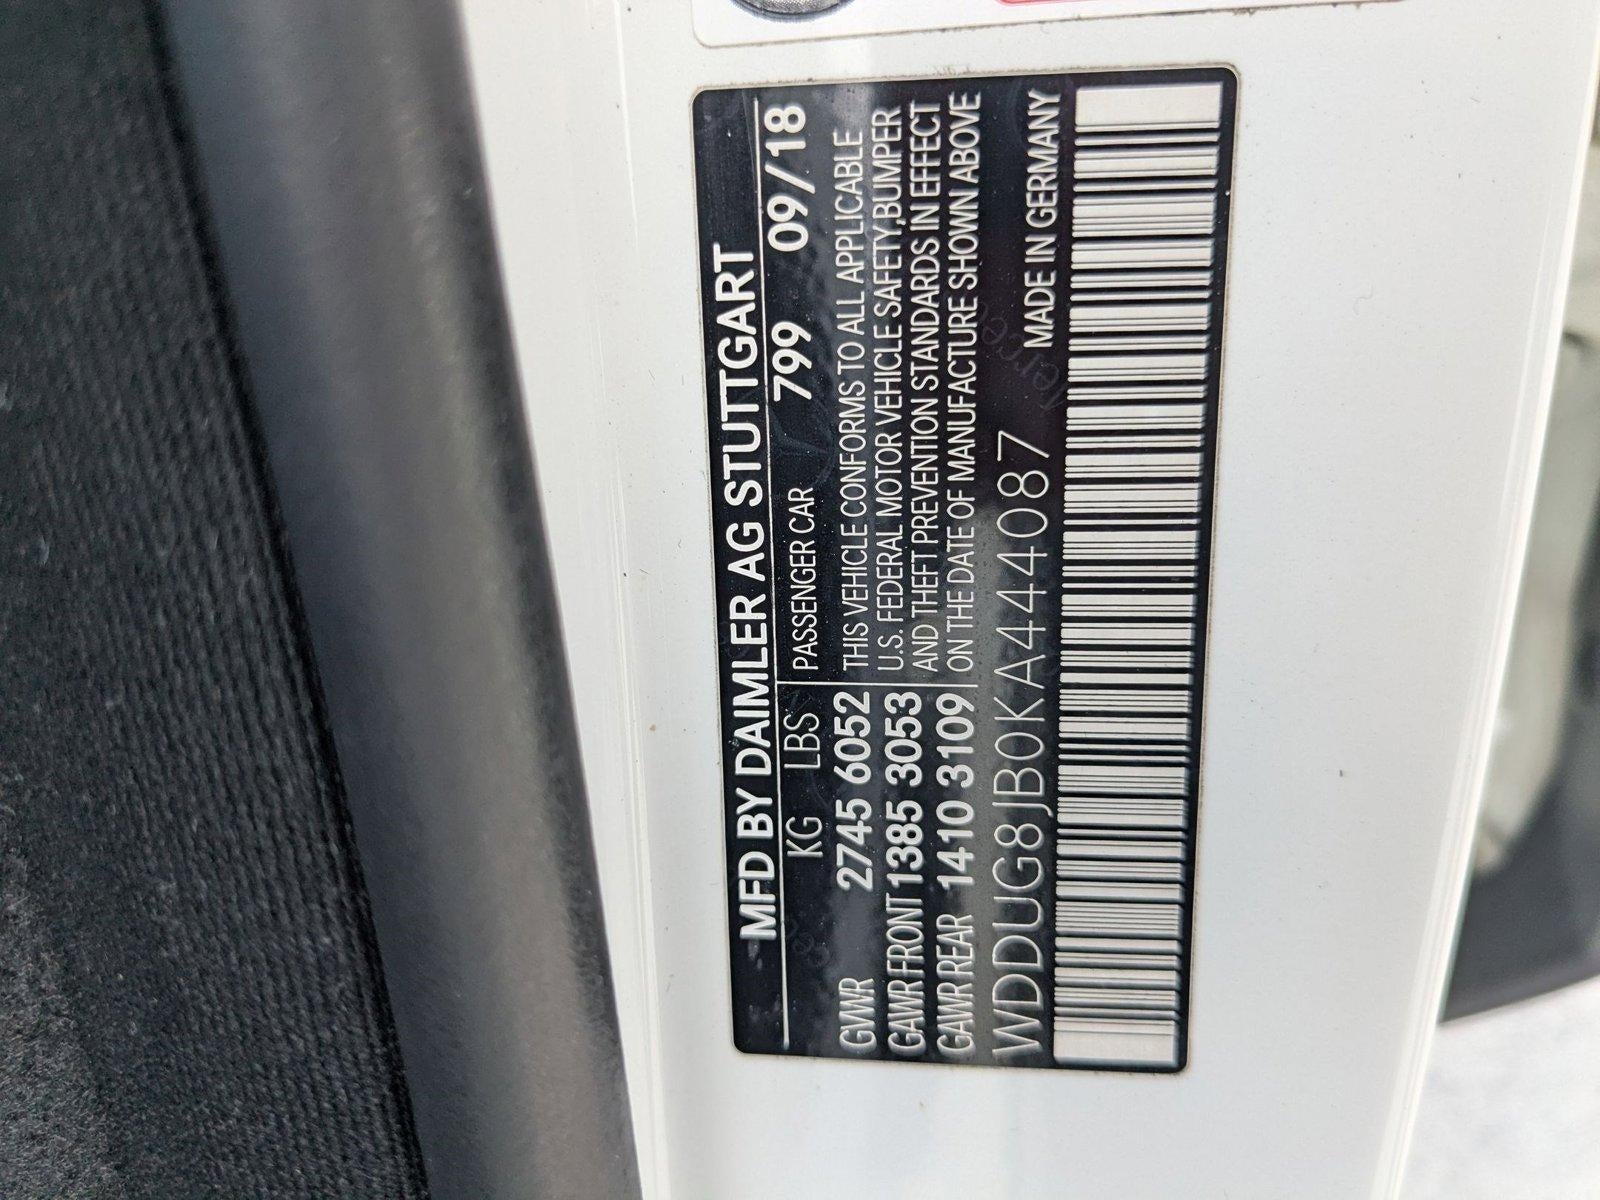 MFD BY DAIMLER AG STUTTGART
KG LBS PASSENGER CAR 799 09/18
GVWR 2745 6052 THIS VEHICLE CONFORMS TO ALL APPLICABLE
GAWR FRONT 1385 3053 U.S. FEDERAL MOTOR VEHICLE SAFETY,BUMPER
AND THEFT PREVENTION STANDARDS IN EFFECT
GAWR REAR 1410 3109 ON THE DATE OF MANUFACTURE SHOWN ABOVE
WDDUG8JB0KA444087 MADE IN GERMANY